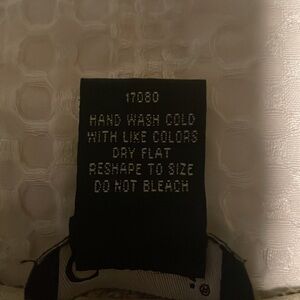 17080
HAND WASH COLD
WITH LIKE COLORS
DRY FLAT
RESHAPE TO SIZE
DO NOT BLEACH
®